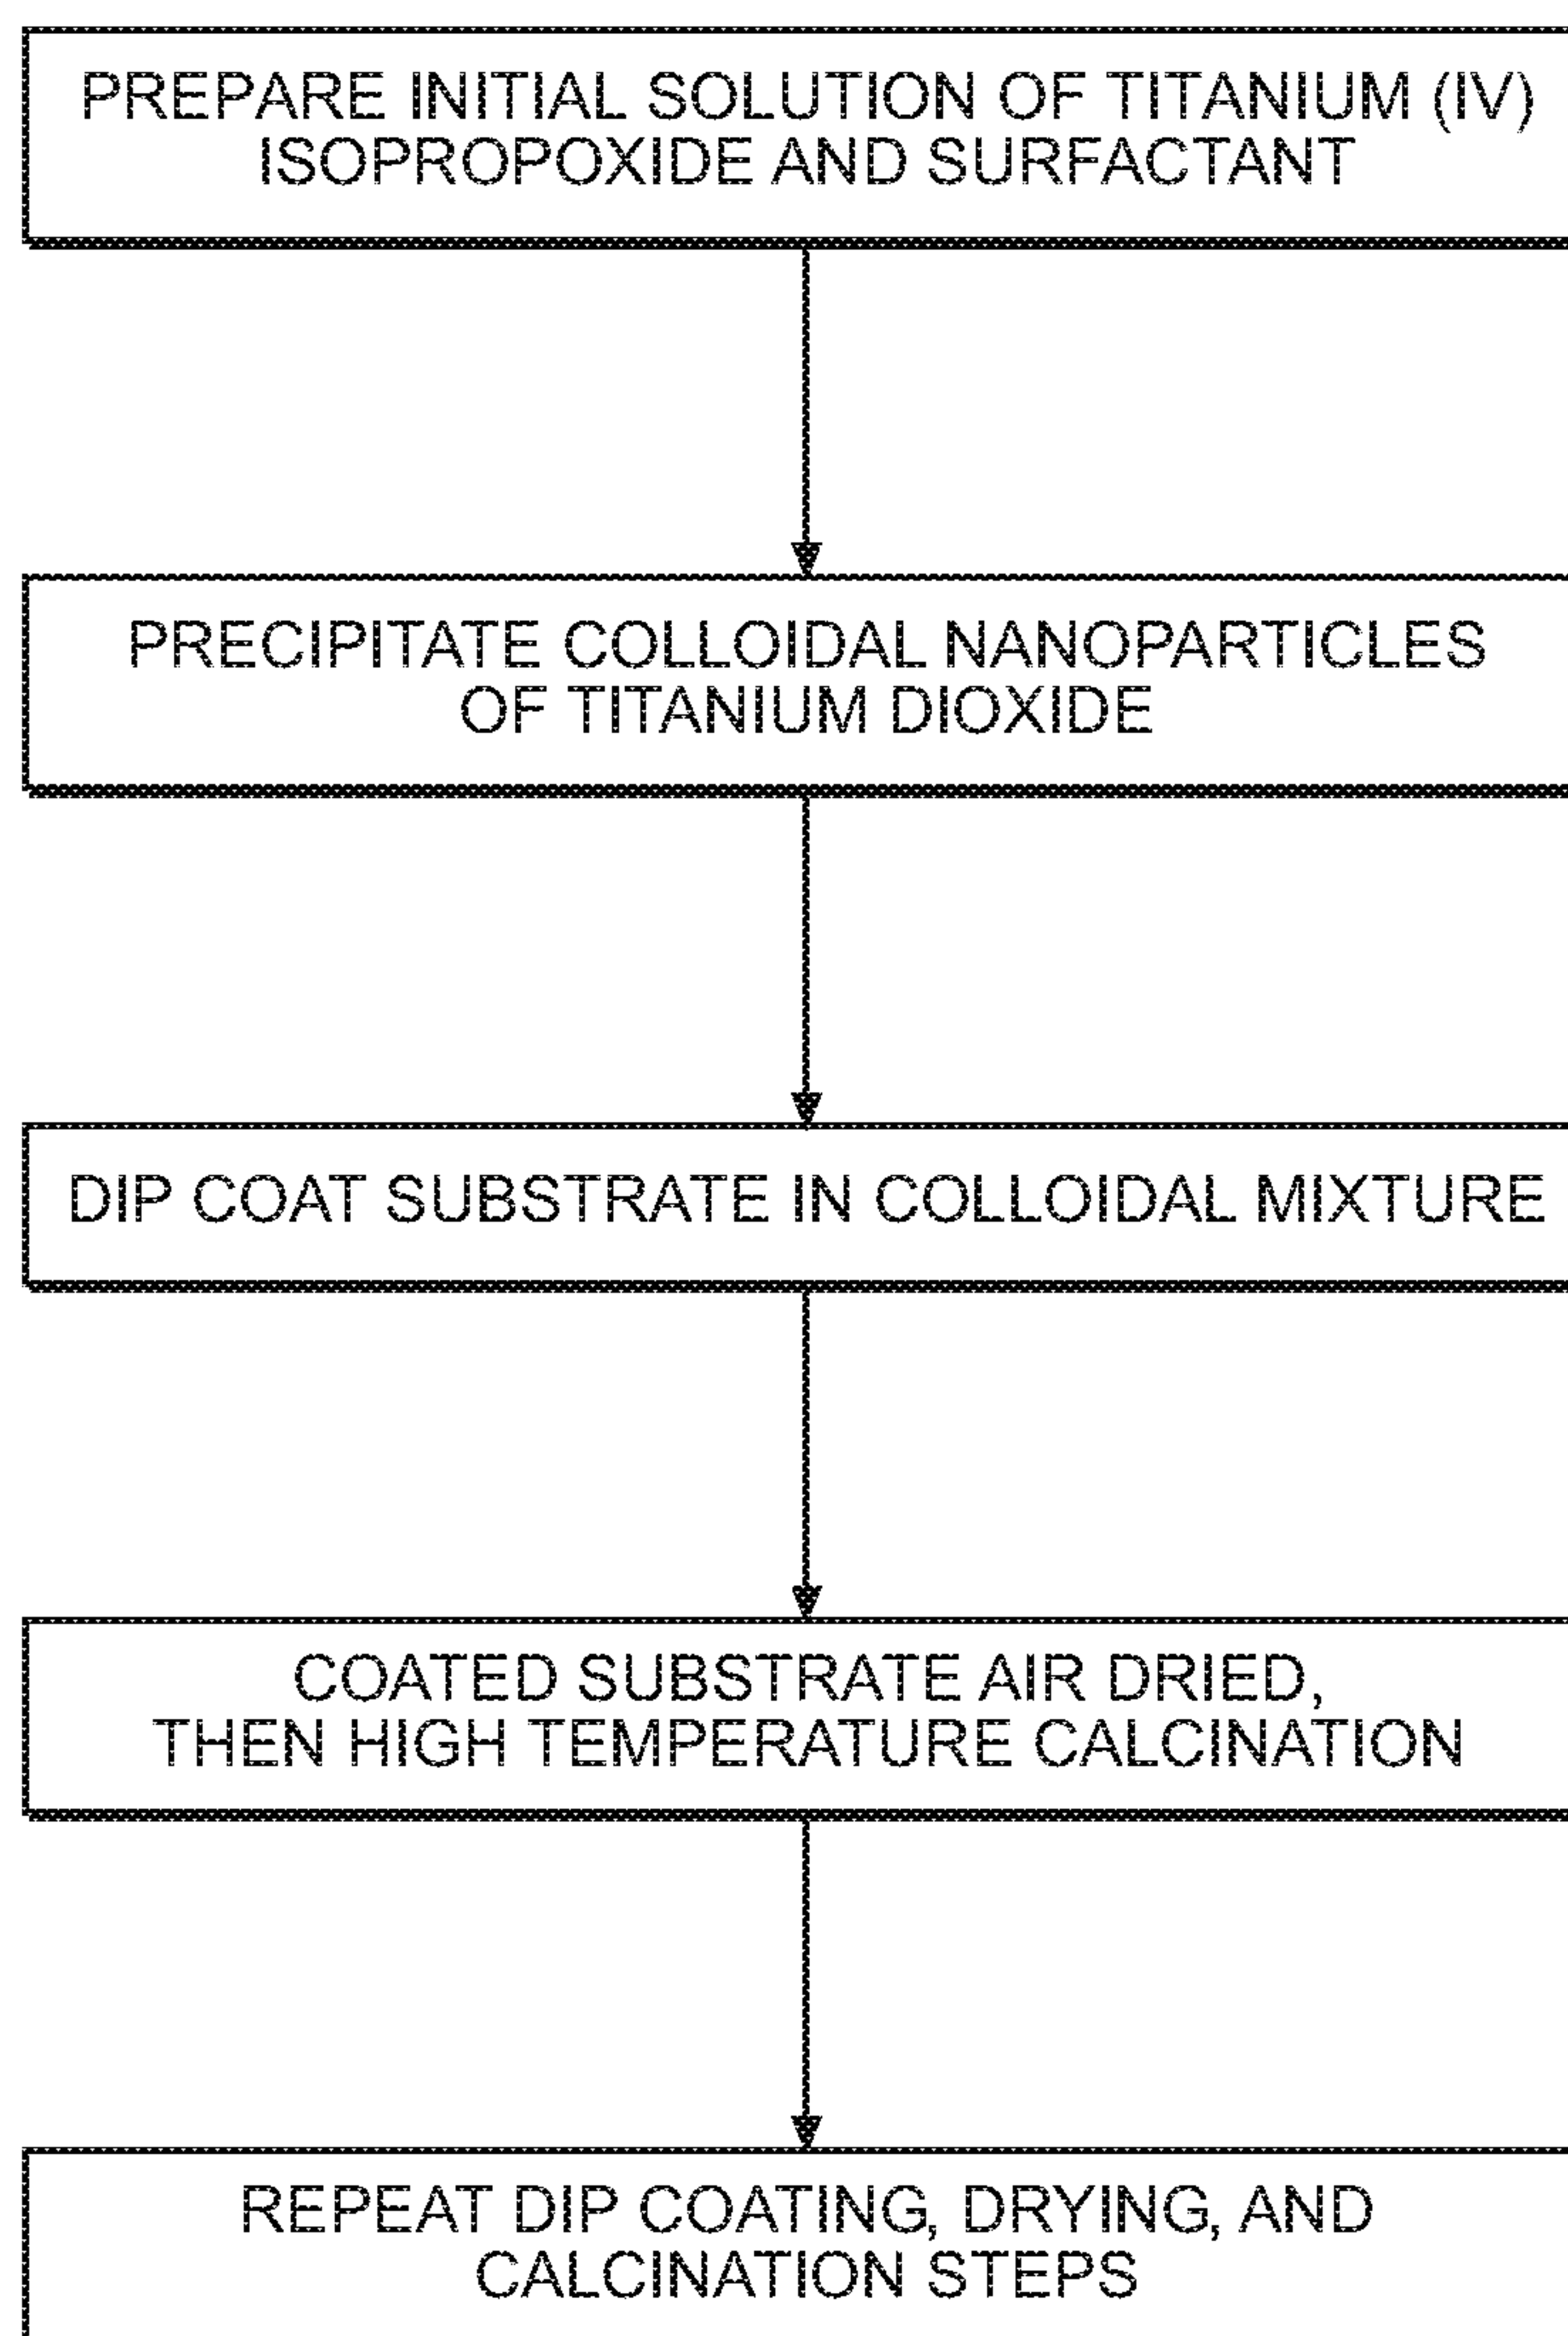 PREPARE INITIAL SOLUTION OF TITANIUM (IV)
ISOPROPOXIDE AND SURFACTANT
PRECIPITATE COLLOIDAL NANOPARTICLES
OF TITANIUM DIOXIDE
DIP COAT SUBSTRATE IN COLLOIDAL MIXTURE
COATED SUBSTRATE AIR DRIED,
THEN HIGH TEMPERATURE CALCINATION
REPEAT DIP COATING, DRYING, AND
CALCINATION STEPS